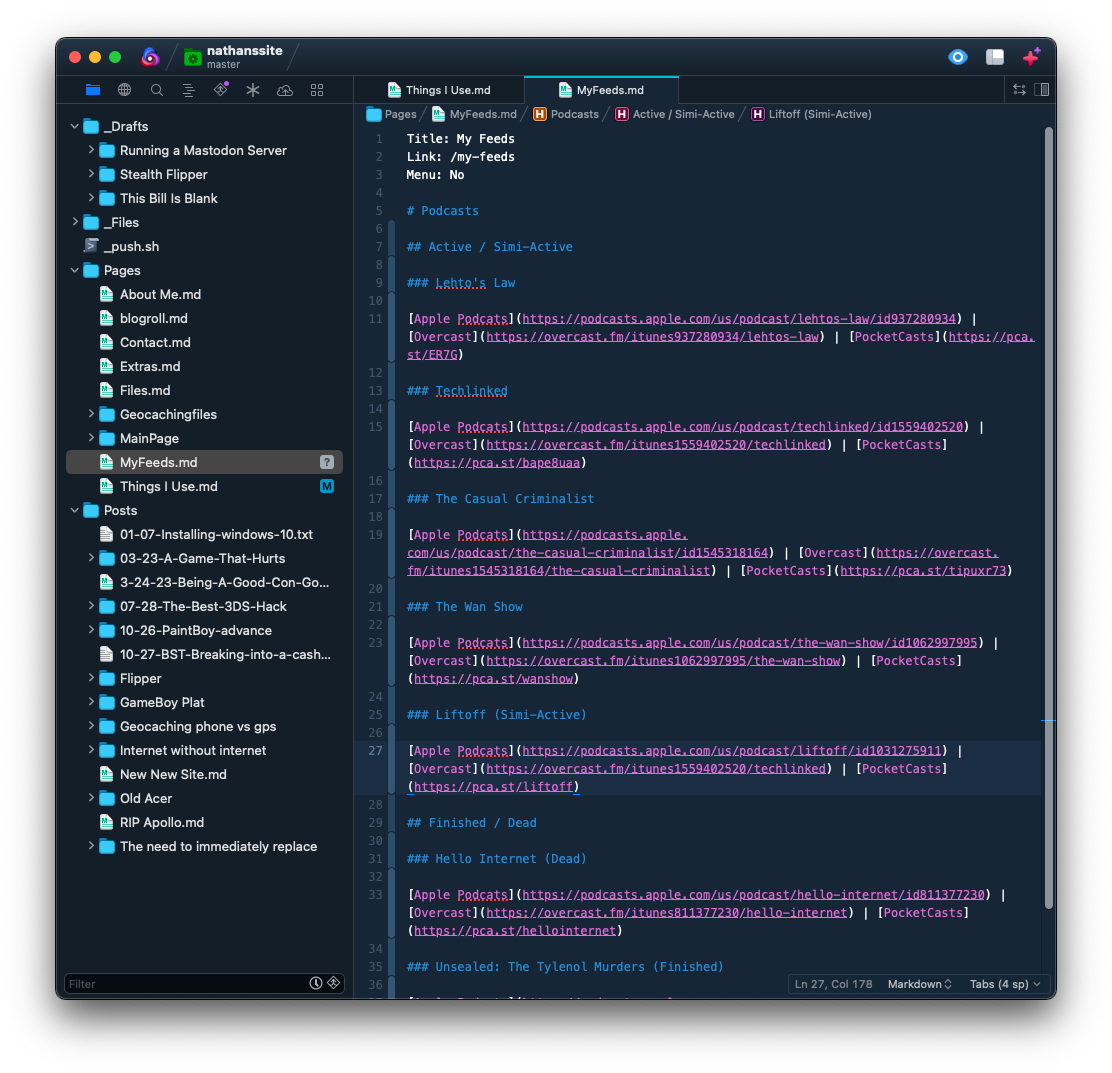 nathanssite
master
Things I Use.md
MyFeeds.md
Pages
MyFeeds.md
H Podcasts
H Active / Simi-Active
H Liftoff (Simi-Active)
_Drafts
Running a Mastodon Server
Stealth Flipper
This Bill Is Blank
_Files
_push.sh
Pages
About Me.md
blogroll.md
Contact.md
Extras.md
Files.md
Geocachingfiles
MainPage
MyFeeds.md ?
Things I Use.md M
Posts
01-07-Installing-windows-10.txt
03-23-A-Game-That-Hurts
3-24-23-Being-A-Good-Con-Go...
07-28-The-Best-3DS-Hack
10-26-PaintBoy-advance
10-27-BST-Breaking-into-a-cash...
Flipper
GameBoy Plat
Geocaching phone vs gps
Internet without internet
New New Site.md
Old Acer
RIP Apollo.md
The need to immediately replace
Filter
1 Title: My Feeds
2 Link: /my-feeds
3 Menu: No
4
5 # Podcasts
6
7 ## Active / Simi-Active
8
9 ### Lehto's Law
10
11 [Apple Podcats](https://podcasts.apple.com/us/podcast/lehtos-law/id937280934) |
[Overcast](https://overcast.fm/itunes937280934/lehtos-law) | [PocketCasts](https://pca.
st/ER7G)
12
13 ### Techlinked
14
15 [Apple Podcats](https://podcasts.apple.com/us/podcast/techlinked/id1559402520) |
[Overcast](https://overcast.fm/itunes1559402520/techlinked) | [PocketCasts]
(https://pca.st/bape8uaa)
16
17 ### The Casual Criminalist
18
19 [Apple Podcats](https://podcasts.apple.
com/us/podcast/the-casual-criminalist/id1545318164) | [Overcast](https://overcast.
fm/itunes1545318164/the-casual-criminalist) | [PocketCasts](https://pca.st/tipuxr73)
20
21 ### The Wan Show
22
23 [Apple Podcats](https://podcasts.apple.com/us/podcast/the-wan-show/id1062997995) |
[Overcast](https://overcast.fm/itunes1062997995/the-wan-show) | [PocketCasts]
(https://pca.st/wanshow)
24
25 ### Liftoff (Simi-Active)
26
27 [Apple Podcats](https://podcasts.apple.com/us/podcast/liftoff/id1031275911) |
[Overcast](https://overcast.fm/itunes1559402520/techlinked) | [PocketCasts]
(https://pca.st/liftoff)
28
29 ## Finished / Dead
30
31 ### Hello Internet (Dead)
32
33 [Apple Podcats](https://podcasts.apple.com/us/podcast/hello-internet/id811377230) |
[Overcast](https://overcast.fm/itunes811377230/hello-internet) | [PocketCasts]
(https://pca.st/hellointernet)
34
35 ### Unsealed: The Tylenol Murders (Finished)
36
Ln 27, Col 178
Markdown
Tabs (4 sp)